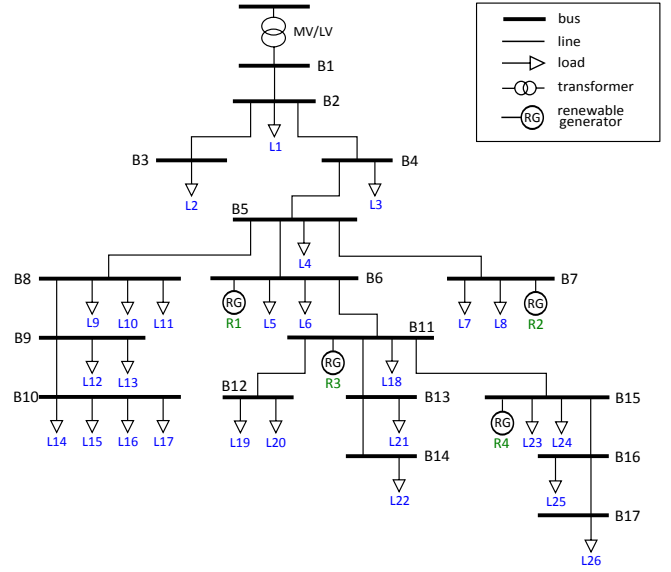 MV/LV
bus
line
load
transformer
RG
renewable
generator
B1
B2
L1
B3
B4
L2
L3
B5
L4
B8
B6
B7
RG
RG
L9
L10
L11
R1
L5
L6
L7
L8
R2
B9
B11
RG
L12
L13
R3
L18
B10
B12
B13
B15
RG
L14
L15
L16
L17
L19
L20
L21
R4
L23
L24
B14
B16
L22
L25
B17
L26